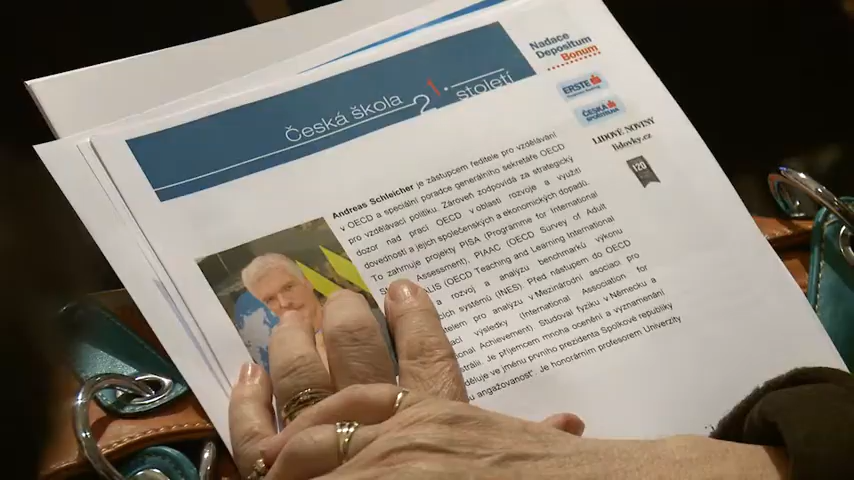 Česká škola 21. století
Nadace
Depositum
Bonum
ERSTE
ČESKÁ
SPOŘITELNA
LIDOVÉ NOVINY
lidovky.cz
120
Andreas Schleicher je zástupcem ředitele pro vzdělávání
v OECD a speciální poradce generálního sekretáře OECD
pro vzdělávací politiku. Zároveň zodpovídá za strategický
dozor nad prací OECD v oblasti rozvoje a využití
dovedností a jejich společenských a ekonomických dopadů.
To zahrnuje projekty PISA (Programme for International
Assessment), PIAAC (OECD Survey of Adult
(OECD Teaching and Learning International
a rozvoj a analýzu benchmarků výkonu
systémů (INES). Před nástupem do OECD
pro analýzu v Mezinárodní asociaci pro
výsledky (International Association for
Achievement) Studoval fyziku v Německu a
Je příjemcem mnoha ocenění a vyznamenání
ve jménu prvního prezidenta Spolkové republiky
angažovanost". Je honorárním profesorem Univerzity